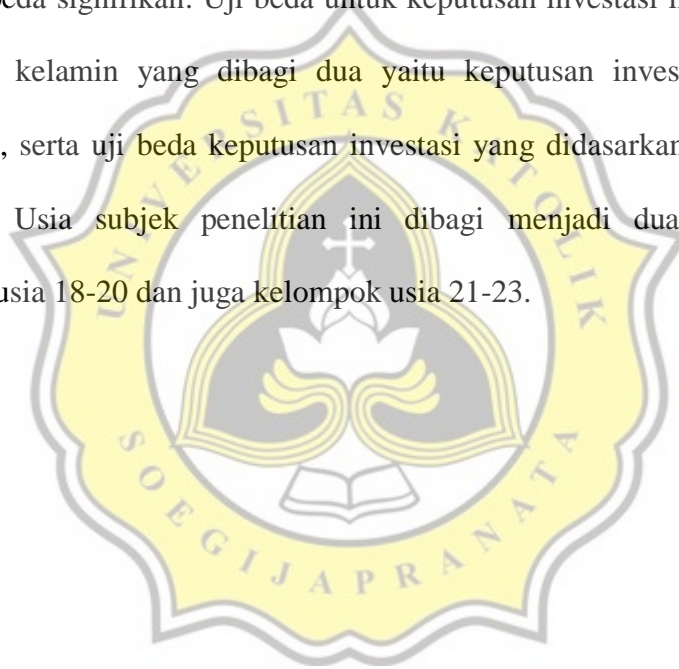 beda signifikan. Uji beda untuk keputusan investasi
kelamin yang dibagi dua yaitu keputusan inves
, serta uji beda keputusan investasi yang didasarkan
Usia subjek penelitian ini dibagi menjadi dua
usia 18-20 dan juga kelompok usia 21-23.
UNIVERSITAS KATOLIK
SOEGIJAPRANATA